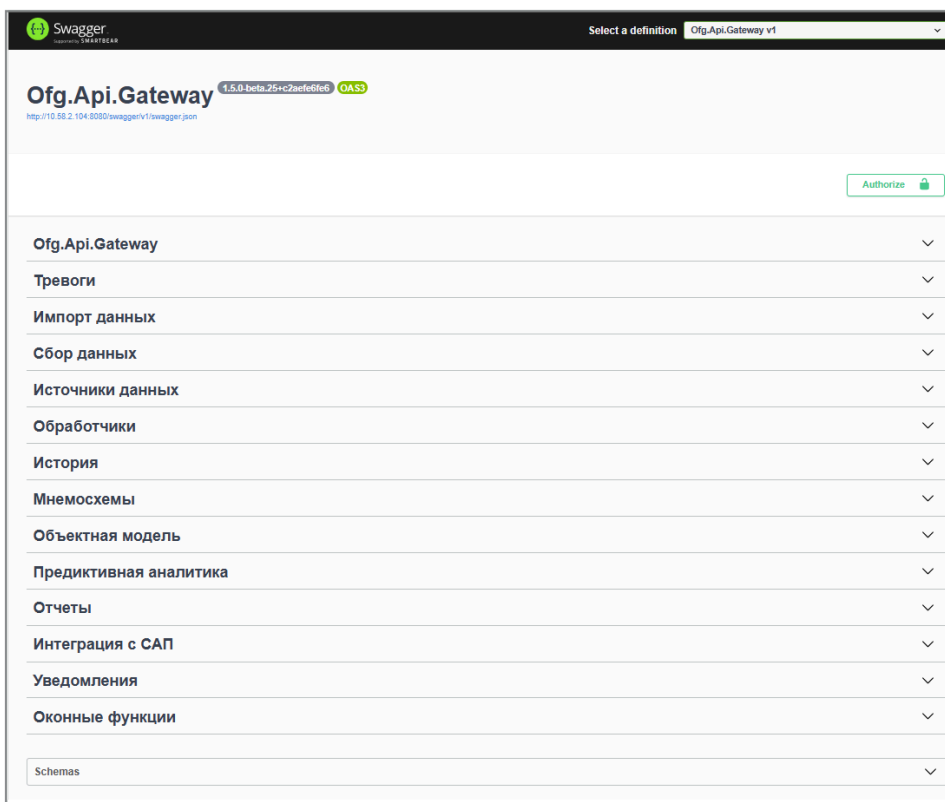 Swagger
Supported by SMARTBEAR
Select a definition
Ofg.Api.Gateway v1
Ofg.Api.Gateway 1.5.0-beta.25+c2aefe6fe6 OAS3
http://10.58.2.104:8080/swagger/v1/swagger.json
Authorize
Ofg.Api.Gateway
Тревоги
Импорт данных
Сбор данных
Источники данных
Обработчики
История
Мнемосхемы
Объектная модель
Предиктивная аналитика
Отчеты
Интеграция с САП
Уведомления
Оконные функции
Schemas